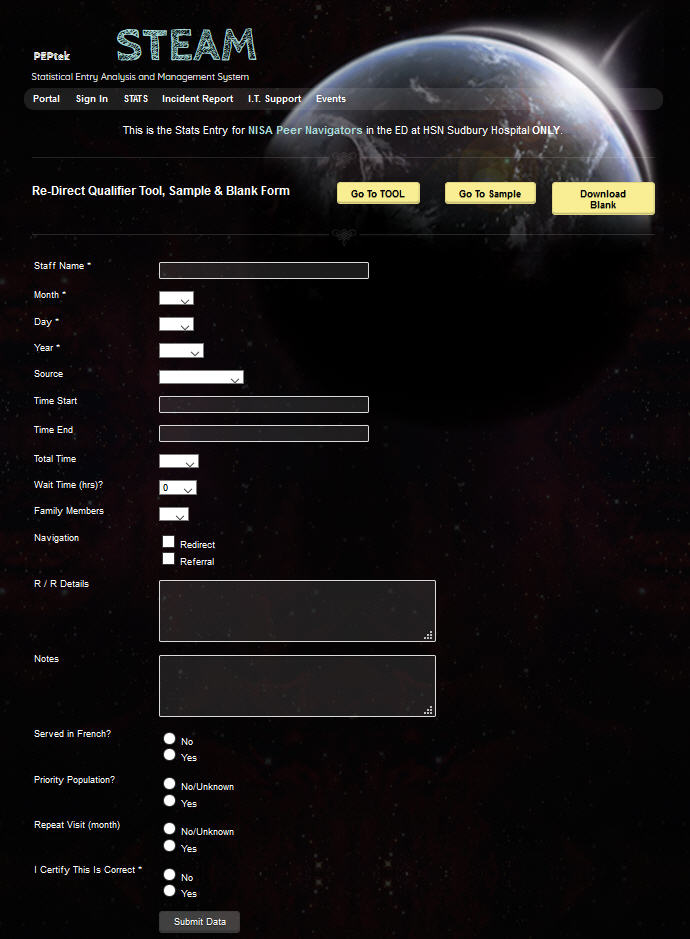 PEPtek STEAM
Statistical Entry Analysis and Management System
Portal Sign In STATS Incident Report I.T. Support Events
This is the Stats Entry for NISA Peer Navigators in the ED at HSN Sudbury Hospital ONLY.
Re-Direct Qualifier Tool, Sample & Blank Form
Go To TOOL
Go To Sample
Download
Blank
Staff Name *
Month *
Day *
Year *
Source
Time Start
Time End
Total Time
Wait Time (hrs)? 0
Family Members
Navigation
Redirect
Referral
R / R Details
Notes
Served in French?
No
Yes
Priority Population?
No/Unknown
Yes
Repeat Visit (month)
No/Unknown
Yes
I Certify This Is Correct *
No
Yes
Submit Data